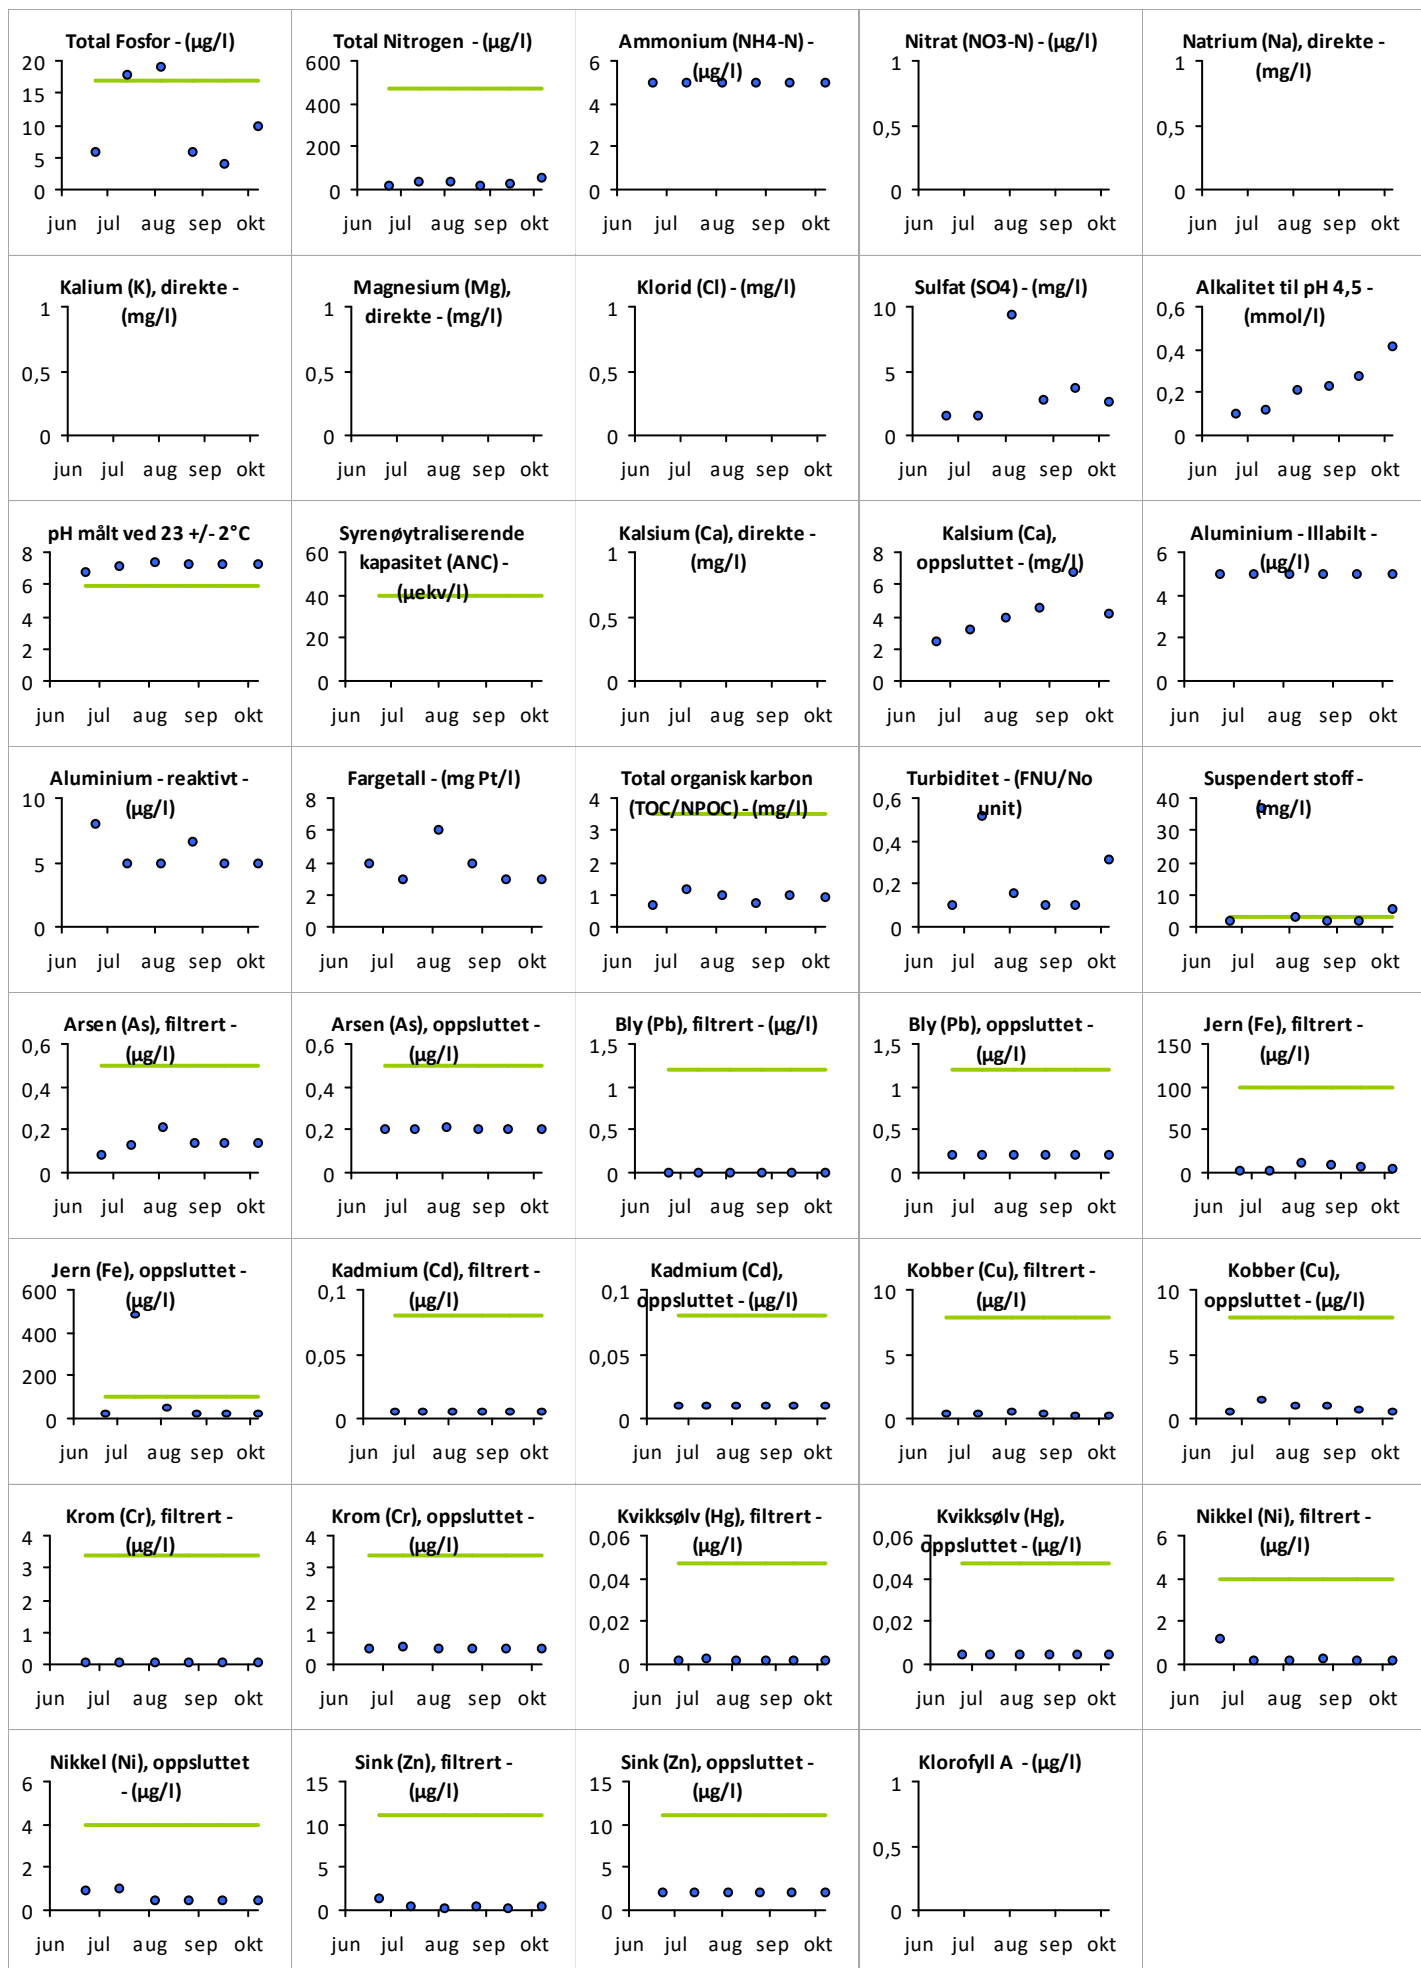 Total Fosfor - (µg/l)
20
15
10
5
0
jun jul aug sep okt
Total Nitrogen - (µg/l)
600
400
200
0
jun jul aug sep okt
Ammonium (NH4-N) -
(µg/l)
6
4
2
0
jun jul aug sep okt
Nitrat (NO3-N) - (µg/l)
1
0,5
0
jun jul aug sep okt
Natrium (Na), direkte -
(mg/l)
1
0,5
0
jun jul aug sep okt
Kalium (K), direkte -
(mg/l)
1
0,5
0
jun jul aug sep okt
Magnesium (Mg),
direkte - (mg/l)
1
0,5
0
jun jul aug sep okt
Klorid (Cl) - (mg/l)
1
0,5
0
jun jul aug sep okt
Sulfat (SO4) - (mg/l)
10
5
0
jun jul aug sep okt
Alkalitet til pH 4,5 -
(mmol/l)
0,6
0,4
0,2
0
jun jul aug sep okt
pH målt ved 23 +/- 2°C
8
6
4
2
0
jun jul aug sep okt
Syrenøytraliserende
kapasitet (ANC) -
(µekv/l)
60
40
20
0
jun jul aug sep okt
Kalsium (Ca), direkte -
(mg/l)
1
0,5
0
jun jul aug sep okt
Kalsium (Ca),
oppsluttet - (mg/l)
8
6
4
2
0
jun jul aug sep okt
Aluminium - Illabilt -
(µg/l)
6
4
2
0
jun jul aug sep okt
Aluminium - reaktivt -
(µg/l)
10
5
0
jun jul aug sep okt
Fargetall - (mg Pt/l)
8
6
4
2
0
jun jul aug sep okt
Total organisk karbon
(TOC/NPOC) - (mg/l)
4
3
2
1
0
jun jul aug sep okt
Turbiditet - (FNU/No
unit)
0,6
0,4
0,2
0
jun jul aug sep okt
Suspendert stoff -
(mg/l)
40
30
20
10
0
jun jul aug sep okt
Arsen (As), filtrert -
(µg/l)
0,6
0,4
0,2
0
jun jul aug sep okt
Arsen (As), oppsluttet -
(µg/l)
0,6
0,4
0,2
0
jun jul aug sep okt
Bly (Pb), filtrert - (µg/l)
1,5
1
0,5
0
jun jul aug sep okt
Bly (Pb), oppsluttet -
(µg/l)
1,5
1
0,5
0
jun jul aug sep okt
Jern (Fe), filtrert -
(µg/l)
150
100
50
0
jun jul aug sep okt
Jern (Fe), oppsluttet -
(µg/l)
600
400
200
0
jun jul aug sep okt
Kadmium (Cd), filtrert -
(µg/l)
0,1
0,05
0
jun jul aug sep okt
Kadmium (Cd),
oppsluttet - (µg/l)
0,1
0,05
0
jun jul aug sep okt
Kobber (Cu), filtrert -
(µg/l)
10
5
0
jun jul aug sep okt
Kobber (Cu),
oppsluttet - (µg/l)
10
5
0
jun jul aug sep okt
Krom (Cr), filtrert -
(µg/l)
4
3
2
1
0
jun jul aug sep okt
Krom (Cr), oppsluttet -
(µg/l)
4
3
2
1
0
jun jul aug sep okt
Kvikksølv (Hg), filtrert -
(µg/l)
0,06
0,04
0,02
0
jun jul aug sep okt
Kvikksølv (Hg),
oppsluttet - (µg/l)
0,06
0,04
0,02
0
jun jul aug sep okt
Nikkel (Ni), filtrert -
(µg/l)
6
4
2
0
jun jul aug sep okt
Nikkel (Ni), oppsluttet
- (µg/l)
6
4
2
0
jun jul aug sep okt
Sink (Zn), filtrert -
(µg/l)
15
10
5
0
jun jul aug sep okt
Sink (Zn), oppsluttet -
(µg/l)
15
10
5
0
jun jul aug sep okt
Klorofyll A - (µg/l)
1
0,5
0
jun jul aug sep okt